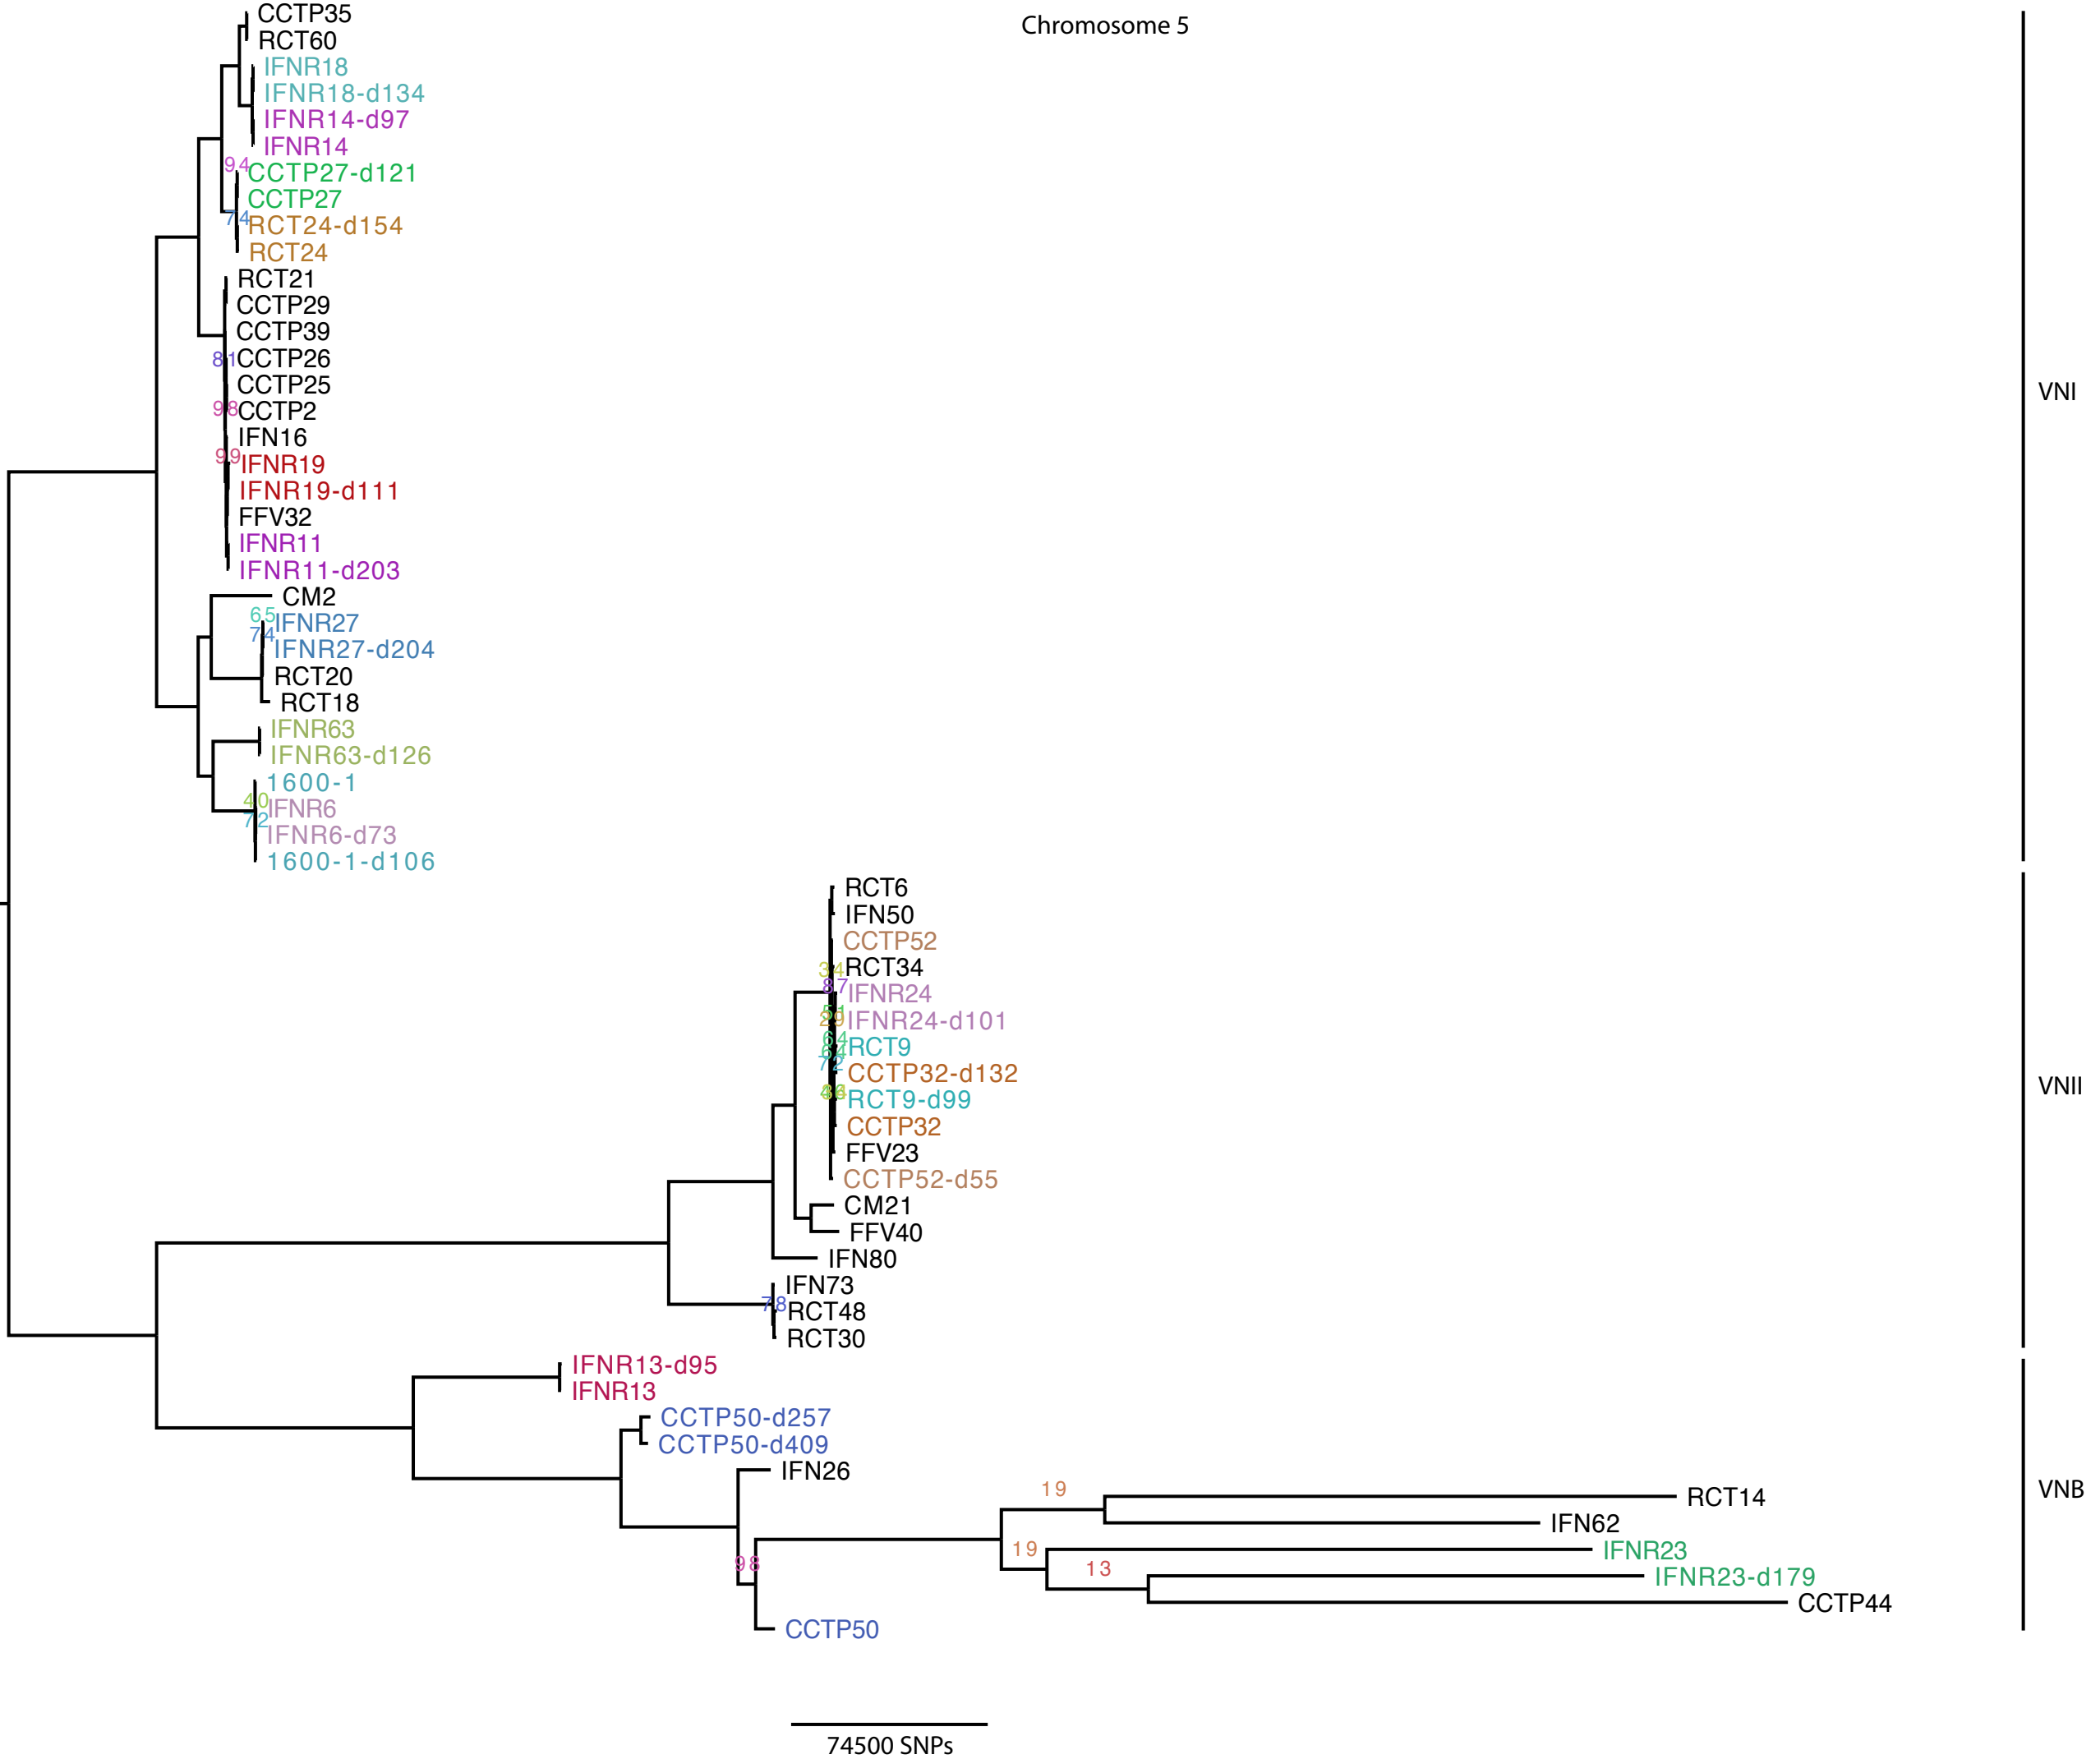 Chromosome 5
CCTP35
RCT60
IFNR18
IFNR18-d134
IFNR14-d97
IFNR14
94
CCTP27-d121
CCTP27
74
RCT24-d154
RCT24
RCT21
CCTP29
CCTP39
81
CCTP26
CCTP25
98
CCTP2
IFN16
99
IFNR19
IFNR19-d111
FFV32
IFNR11
IFNR11-d203
VNI
CM2
65
IFNR27
74
IFNR27-d204
RCT20
RCT18
IFNR63
IFNR63-d126
1600-1
40
IFNR6
72
IFNR6-d73
1600-1-d106
RCT6
IFN50
CCTP52
34
RCT34
87
IFNR24
29
IFNR24-d101
64
RCT9
72
CCTP32-d132
RCT9-d99
CCTP32
FFV23
CCTP52-d55
VNII
CM21
FFV40
IFN80
IFN73
78
RCT48
RCT30
IFNR13-d95
IFNR13
CCTP50-d257
CCTP50-d409
IFN26
19
RCT14
VNB
IFN62
19
IFNR23
98
13
IFNR23-d179
CCTP44
CCTP50
74500 SNPs